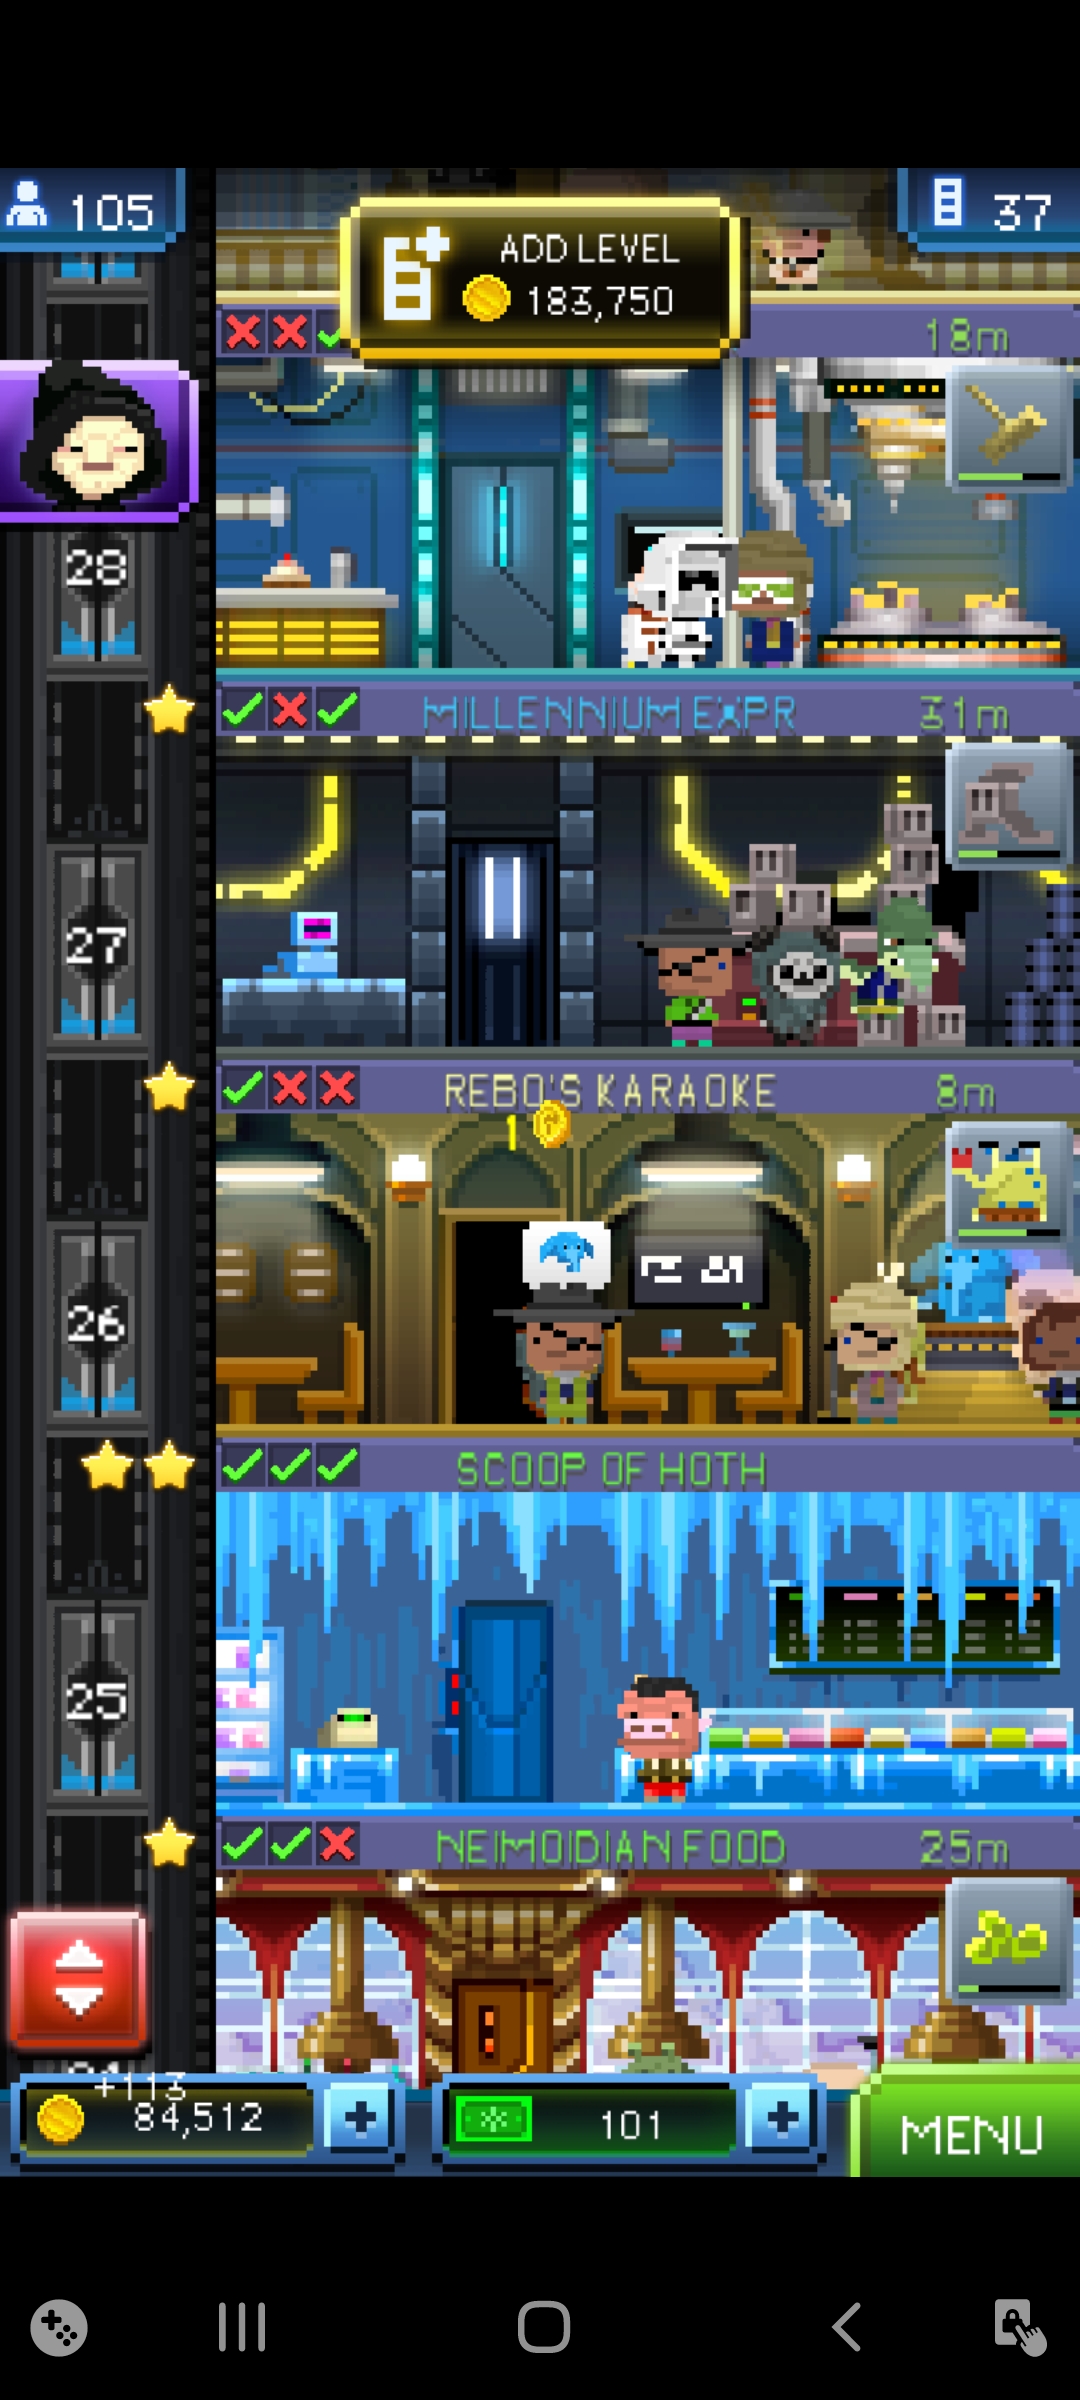 105
37
ADD LEVEL
183,750
18m
28
MILLENNIUM EXPR
31m
27
REBO'S KARAOKE
8m
1
26
SCOOP OF HOTH
25
NEIMOIDIAN FOOD
25m
+113
84,512
101
MENU